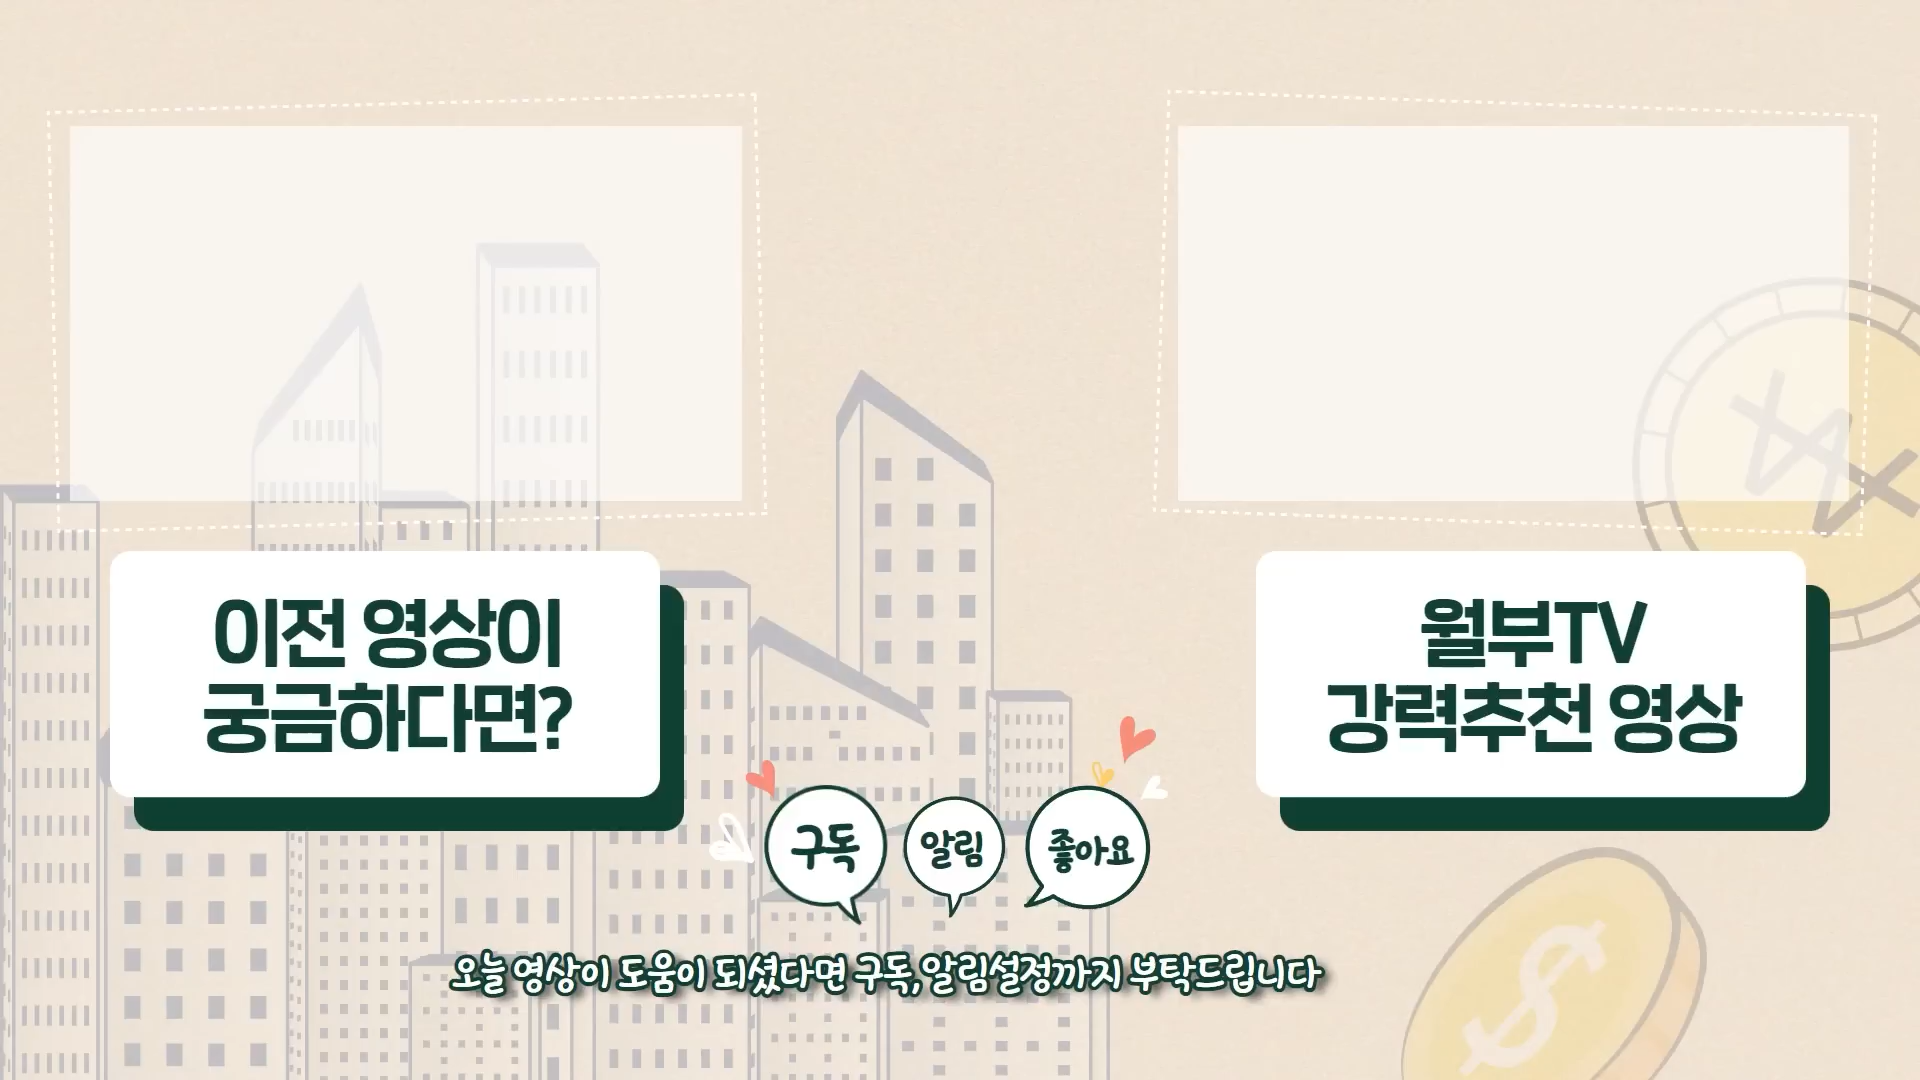 이전 영상이
궁금하다면?
월부TV
강력추천 영상
구독
알림
좋아요
오늘 영상이 도움이 되셨다면 구독, 알림설정까지 부탁드립니다